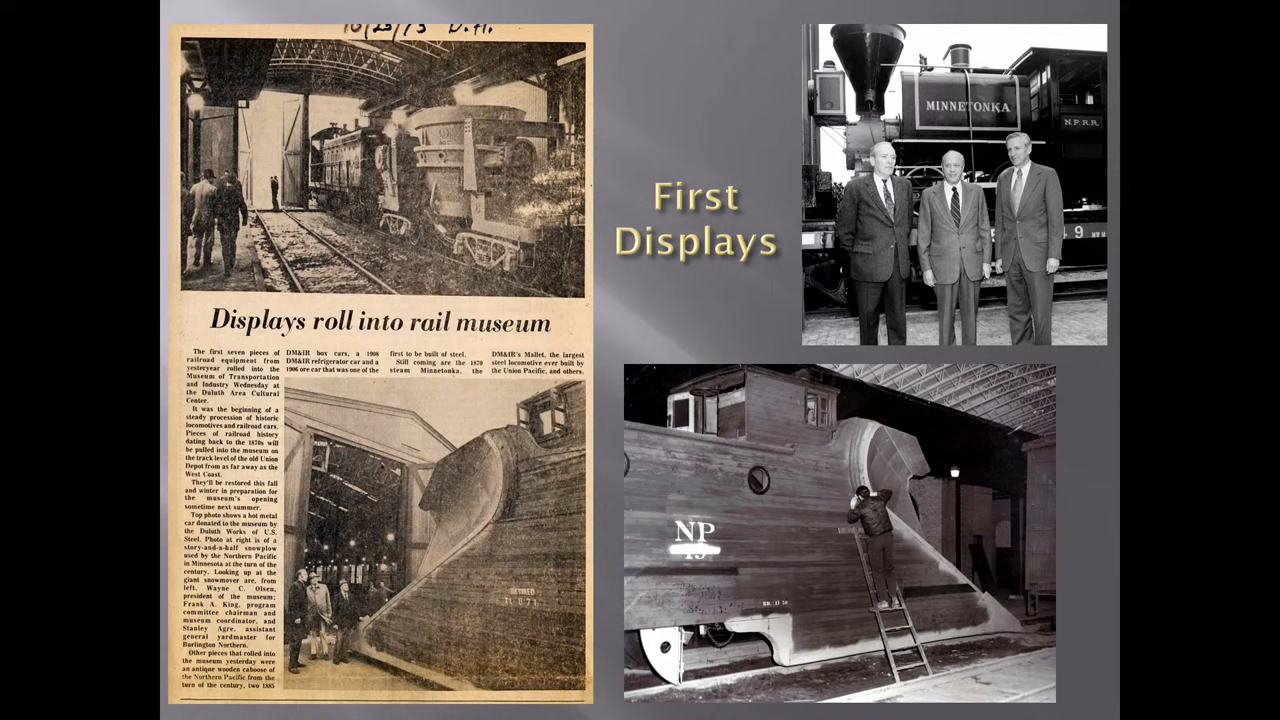 10/25/73 D.H.
Displays roll into rail museum
The first seven pieces of
railroad equipment from
yesteryear rolled into the
Museum of Transportation
and Industry Wednesday at
the Duluth Area Cultural
Center.
It was the beginning of a
steady procession of historic
locomotives and railroad cars.
Pieces of railroad history
dating back to the 1870s will
be pulled into the museum on
the track level of the old Union
Depot from as far away as the
West Coast.
They'll be restored this fall
and winter in preparation for
the museum's opening
sometime next summer.
Top photo shows a hot metal
car donated to the museum by
the Duluth Works of U.S.
Steel. Photo at right is of a
story-and-a-half snowplow
used by the Northern Pacific
in Minnesota at the turn of the
century. Looking up at the
giant snowmover are, from
left, Wayne C. Olsen,
president of the museum;
Frank A. King, program
committee chairman and
museum coordinator, and
Stanley Agre, assistant
general yardmaster for
Burlington Northern.
Other pieces that rolled into
the museum yesterday were
an antique wooden caboose of
the Northern Pacific from the
turn of the century, two 1885
DM&IR box cars, a 1908
DM&IR refrigerator car and a
1906 ore car that was one of the
first to be built of steel.
Still coming are the 1870
steam Minnetonka, the
DM&IR's Mallet, the largest
steel locomotive ever built by
the Union Pacific, and others.
RETIRED
11 8 71
First
Displays
MINNETONKA
N.P.R.R.
49
NP
19